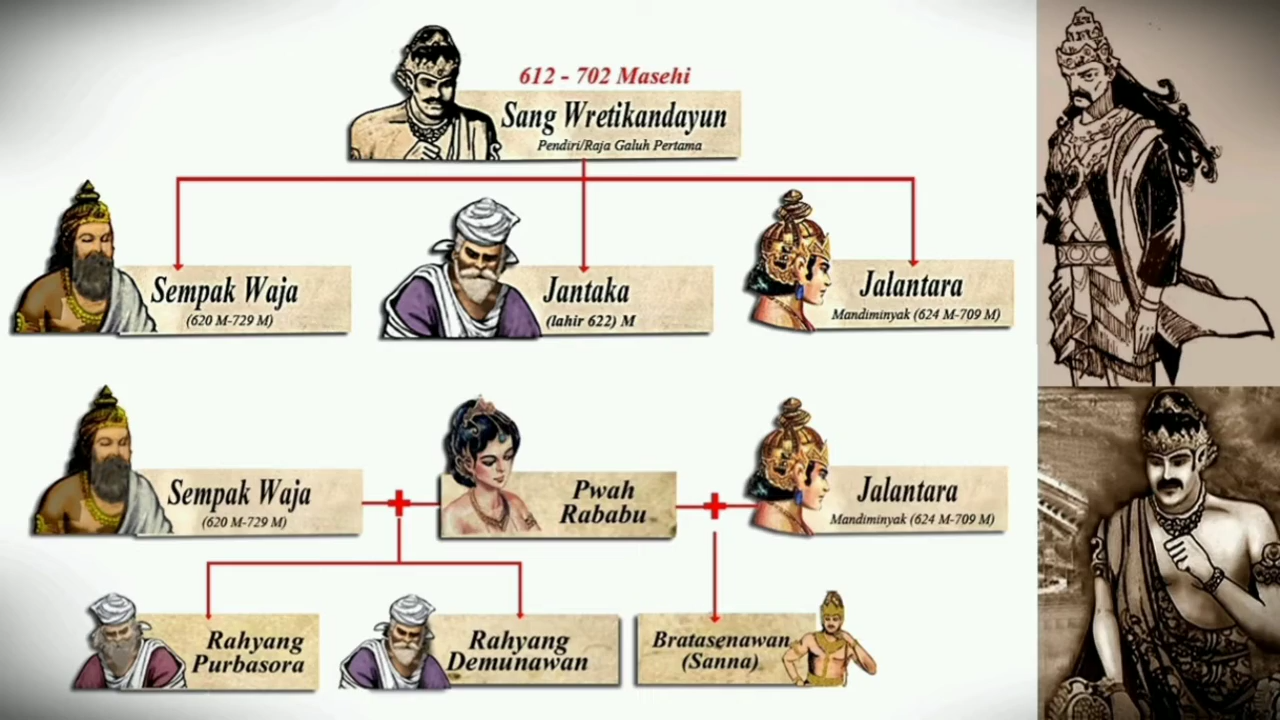 612 - 702 Masehi
Sang Wretikandayun
Pendiri/Raja Galuh Pertama
Sempak Waja
(620 M-729 M)
Jantaka
(lahir 622) M
Jalantara
Mandiminyak (624 M-709 M)
Sempak Waja
(620 M-729 M)
Pwah
Rababu
Jalantara
Mandiminyak (624 M-709 M)
Rahyang
Purbasora
Rahyang
Demunawan
Bratasenawan
(Sanna)